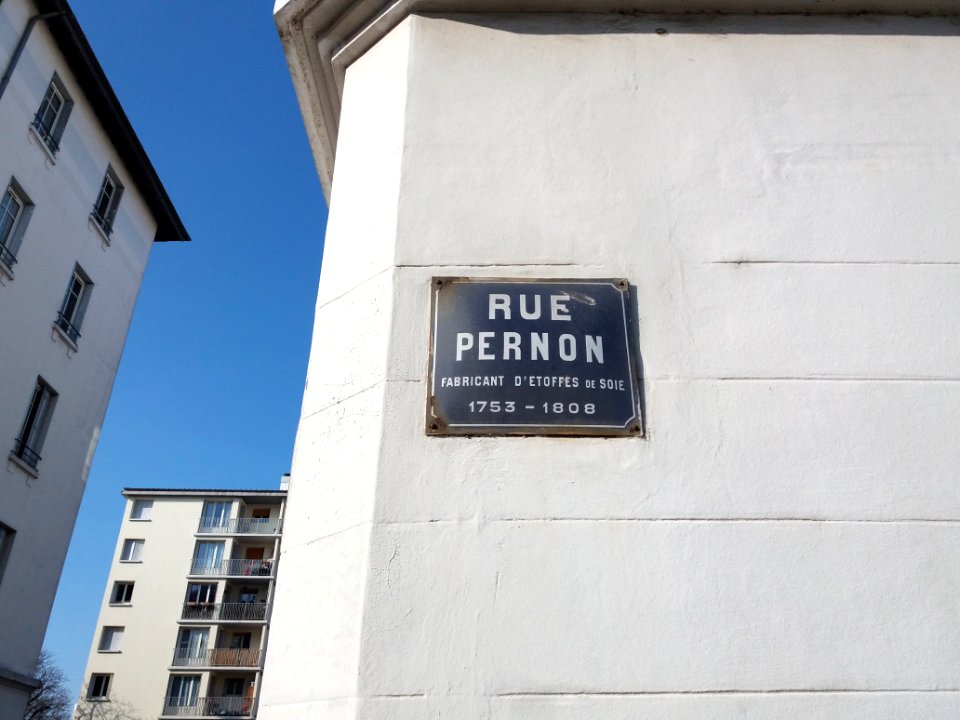 RUE
PERNON
FABRICANT D'ETOFFES DE SOIE
1753 - 1808